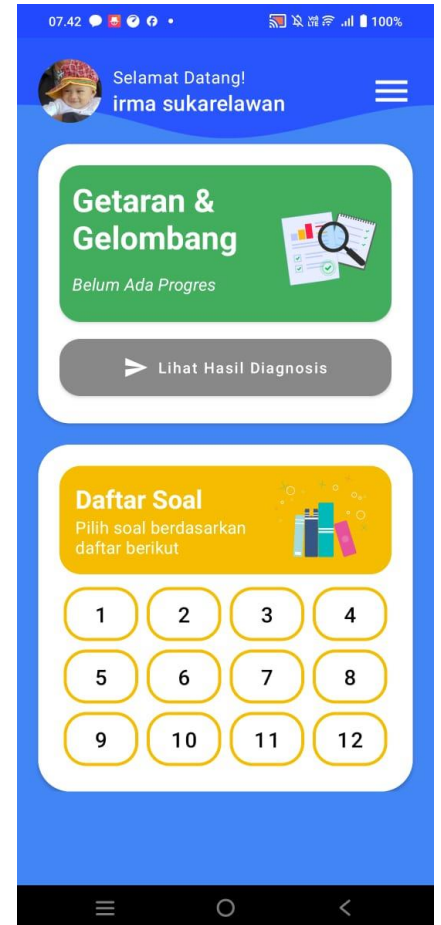 07.42 100%
Selamat Datang!
irma sukarelawan
Getaran &
Gelombang
Belum Ada Progres
Lihat Hasil Diagnosis
Daftar Soal
Pilih soal berdasarkan
daftar berikut
1 2 3 4
5 6 7 8
9 10 11 12